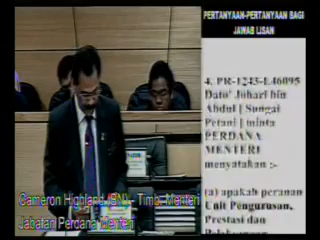 PERTANYAAN-PERTANYAAN BAGI
JAWAB LISAN
4. PR-1243-L46095
Dato' Johari bin
Abdul [ Sungai
Petani ] minta
PERDANA
MENTERI
menyatakan :-
(a) apakah peranan
Unit Pengurusan,
Prestasi dan
Cameron Highland (BN) - Timb. Menteri
Jabatan Perdana Menteri